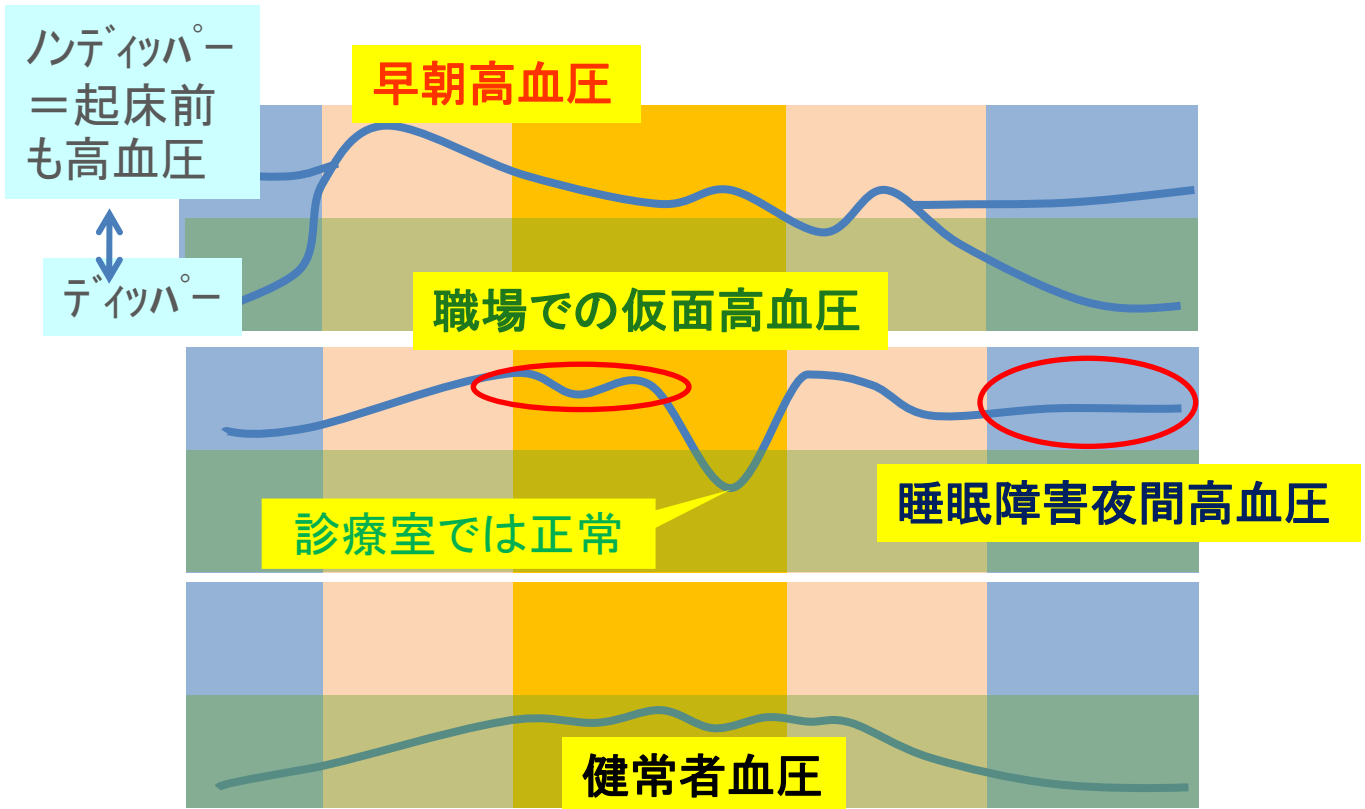 ノンディッパー
＝起床前
も高血圧
早朝高血圧
ディッパー
職場での仮面高血圧
診療室では正常
睡眠障害夜間高血圧
健常者血圧